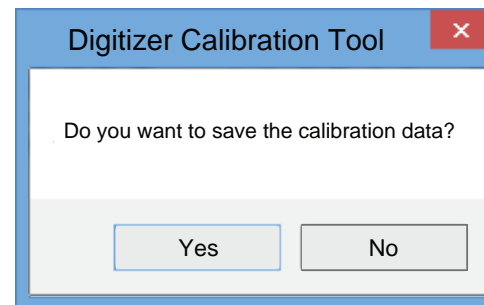 Digitizer Calibration Tool
Do you want to save the calibration data?
Yes
No